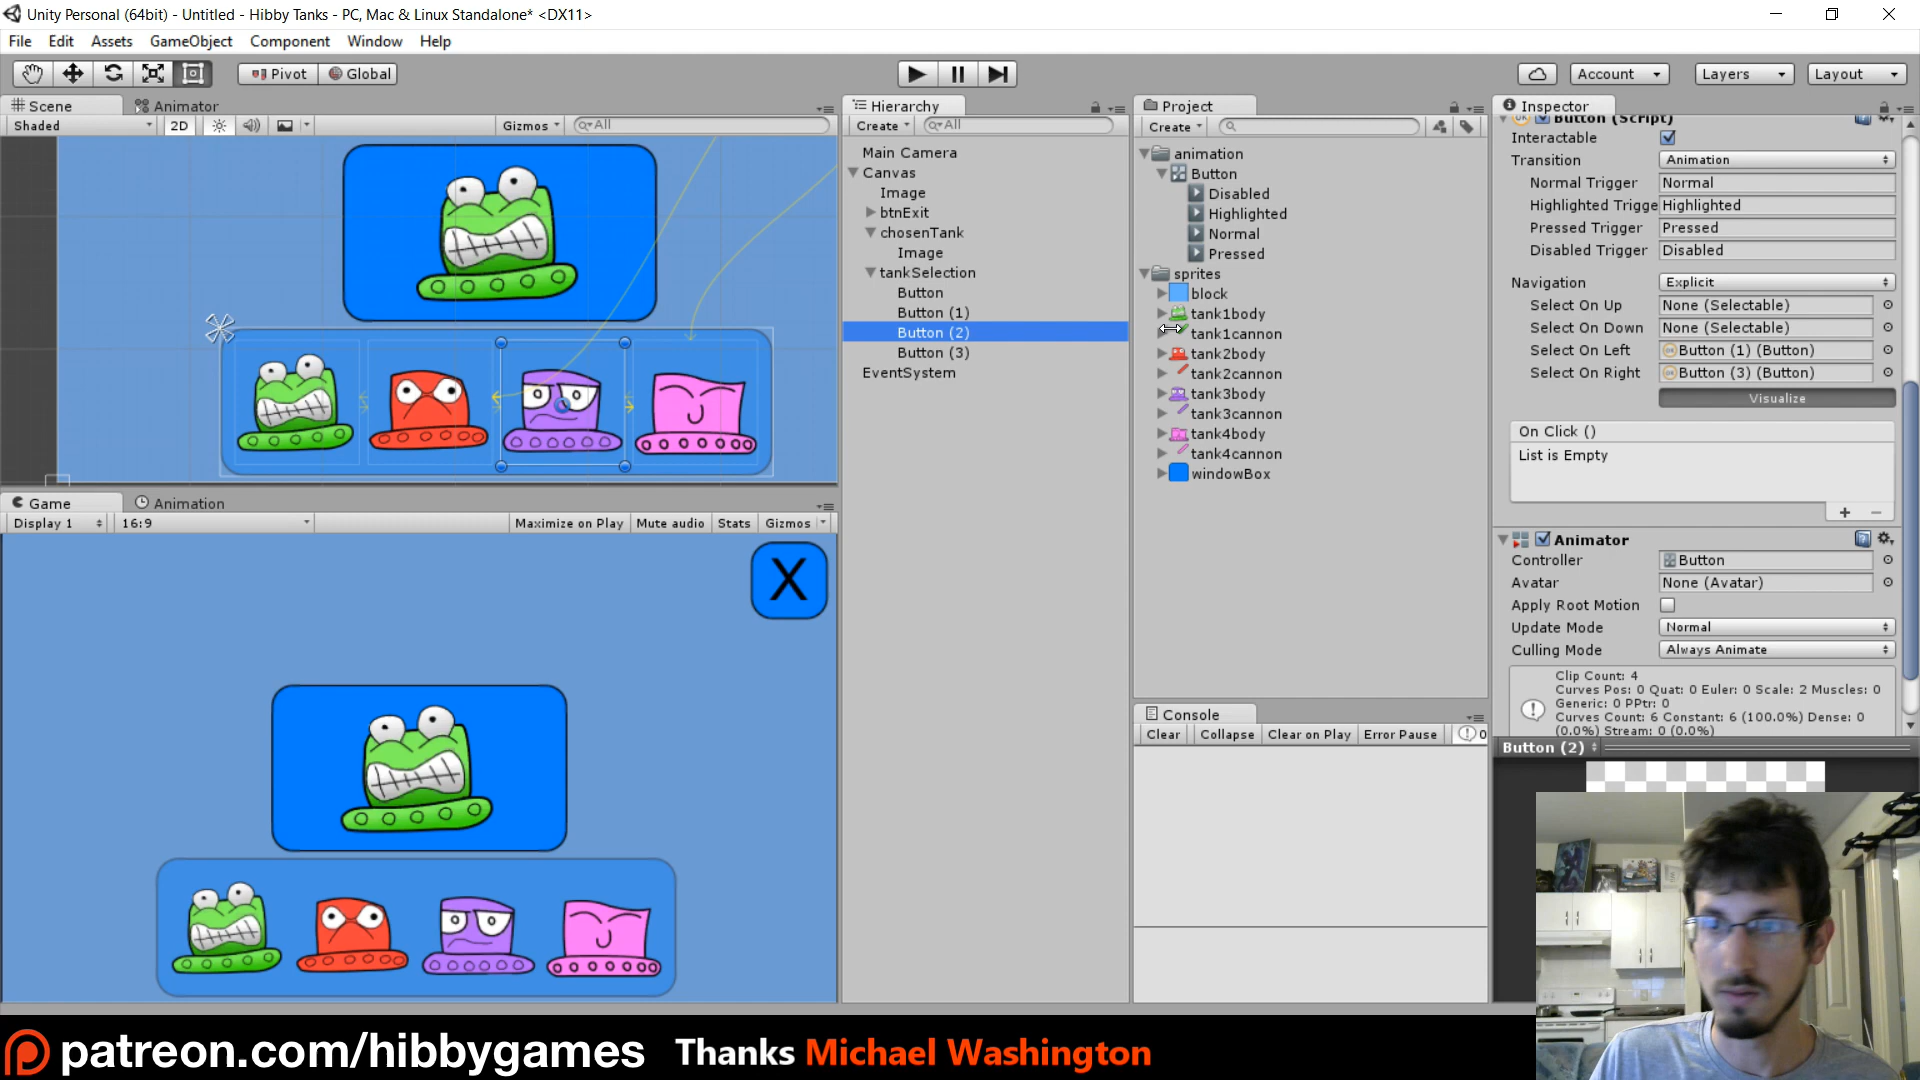 Unity Personal (64bit) - Untitled - Hibby Tanks - PC, Mac & Linux Standalone* <DX11>
File Edit Assets GameObject Component Window Help
Pivot Global Account Layers Layout
Scene Animator
Shaded 2D Gizmos All
Game Animation
Display 1 16:9 Maximize on Play Mute audio Stats Gizmos
X
Hierarchy
Create All
Main Camera
Canvas
Image
btnExit
chosenTank
Image
tankSelection
Button
Button (1)
Button (2)
Button (3)
EventSystem
Project
Create
animation
Button
Disabled
Highlighted
Normal
Pressed
sprites
block
tank1body
tank1cannon
tank2body
tank2cannon
tank3body
tank3cannon
tank4body
tank4cannon
windowBox
Console
Clear Collapse Clear on Play Error Pause 0
Inspector
Button (Script)
Interactable
Transition Animation
Normal Trigger Normal
Highlighted Trigge Highlighted
Pressed Trigger Pressed
Disabled Trigger Disabled
Navigation Explicit
Select On Up None (Selectable)
Select On Down None (Selectable)
Select On Left Button (1) (Button)
Select On Right Button (3) (Button)
Visualize
On Click ()
List is Empty
Animator
Controller Button
Avatar None (Avatar)
Apply Root Motion
Update Mode Normal
Culling Mode Always Animate
Clip Count: 4
Curves Pos: 0 Quat: 0 Euler: 0 Scale: 2 Muscles: 0
Generic: 0 PPtr: 0
Curves Count: 6 Constant: 6 (100.0%) Dense: 0
(0.0%) Stream: 0 (0.0%)
Button (2)
patreon.com/hibbygames Thanks Michael Washington